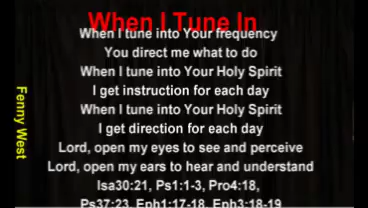 When I Tune In
When I tune into Your frequency
You direct me what to do
When I tune into Your Holy Spirit
I get instruction for each day
When I tune into Your Holy Spirit
I get direction for each day
Lord, open my eyes to see and perceive
Lord, open my ears to hear and understand
Isa30:21, Ps1:1-3, Pro4:18,
Ps37:23, Eph1:17-18, Eph3:18-19
Fenny West